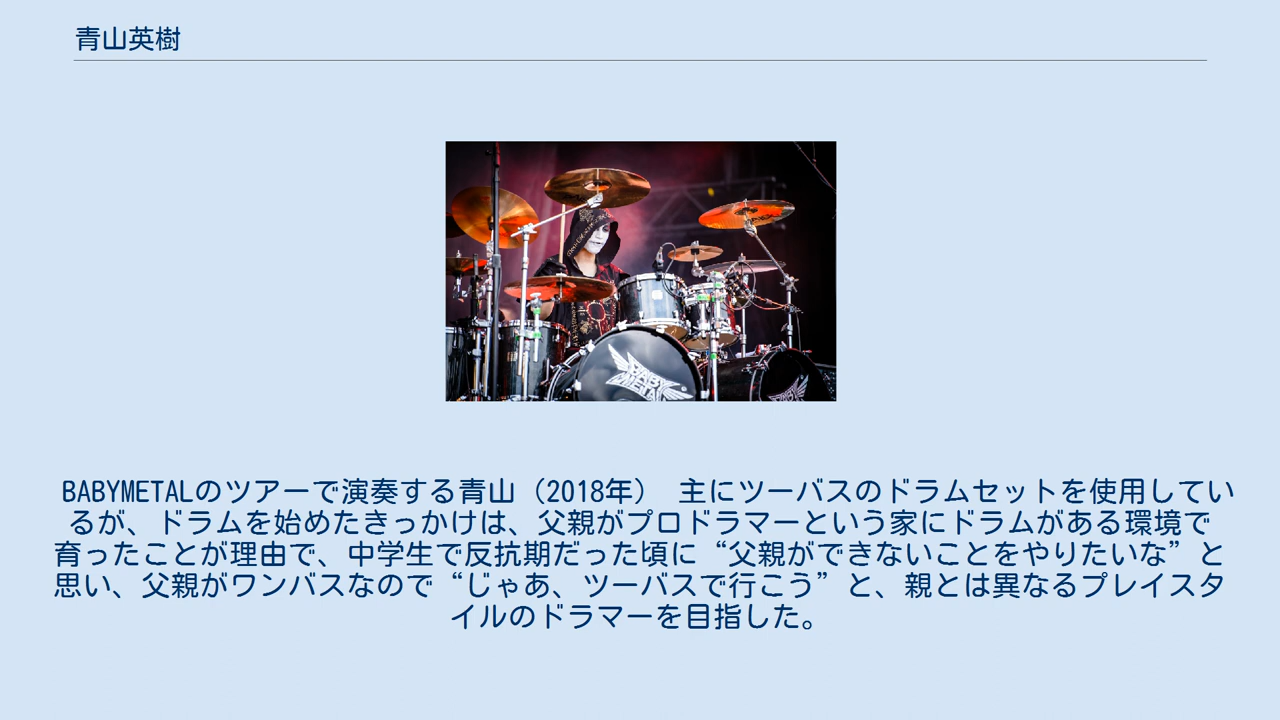 青山英樹
BABY
METAL
BABYMETALのツアーで演奏する青山（2018年） 主にツーバスのドラムセットを使用してい
るが、ドラムを始めたきっかけは、父親がプロドラマーという家にドラムがある環境で
育ったことが理由で、中学生で反抗期だった頃に“父親ができないことをやりたいな”と
思い、父親がワンバスなので“じゃあ、ツーバスで行こう”と、親とは異なるプレイスタ
イルのドラマーを目指した。